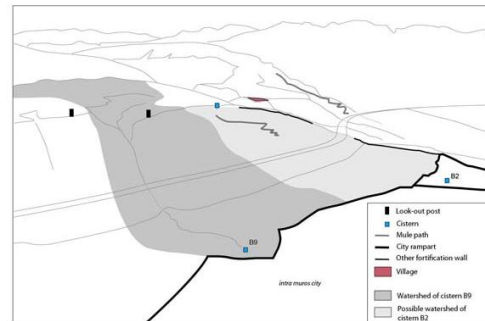 B2
B9
intra muros city
Look-out post
Cistern
Mule path
City rampart
Other fortification wall
Village
Watershed of cistern B9
Possible watershed of
cistern B2